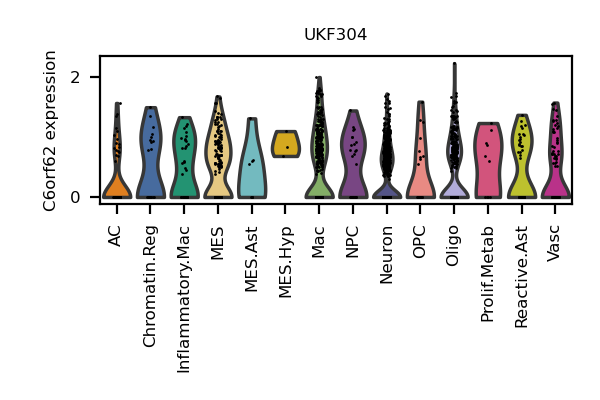 UKF304
C6orf62 expression
2
0
AC
Chromatin.Reg
Inflammatory.Mac
MES
MES.Ast
MES.Hyp
Mac
NPC
Neuron
OPC
Oligo
Prolif.Metab
Reactive.Ast
Vasc